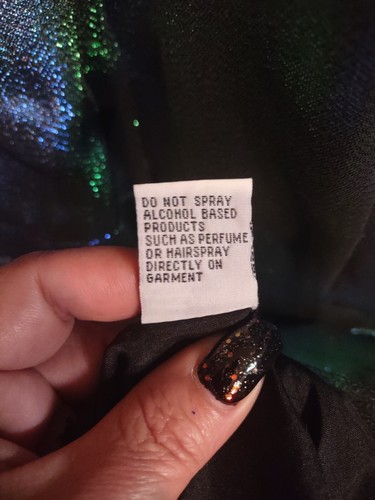 DO NOT SPRAY
ALCOHOL BASED
PRODUCTS
SUCH AS PERFUME
OR HAIRSPRAY
DIRECTLY ON
GARMENT